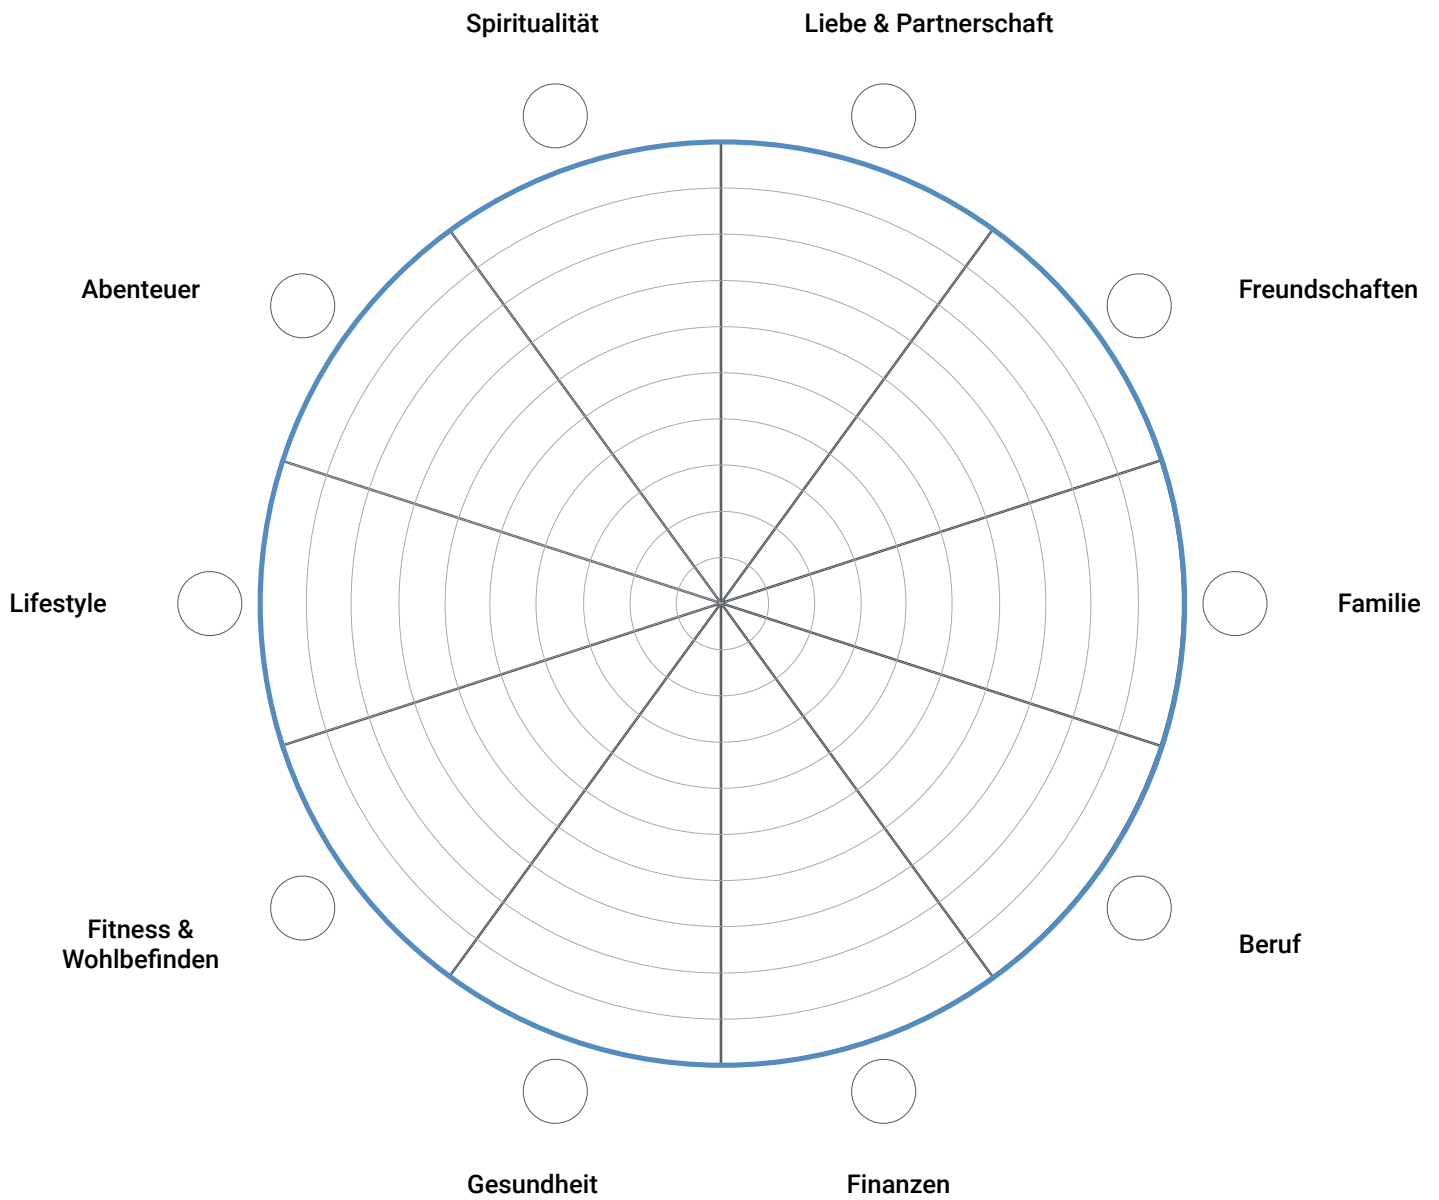 Spiritualität
Liebe & Partnerschaft
Abenteuer
Freundschaften
Lifestyle
Familie
Fitness &
Wohlbefinden
Beruf
Gesundheit
Finanzen